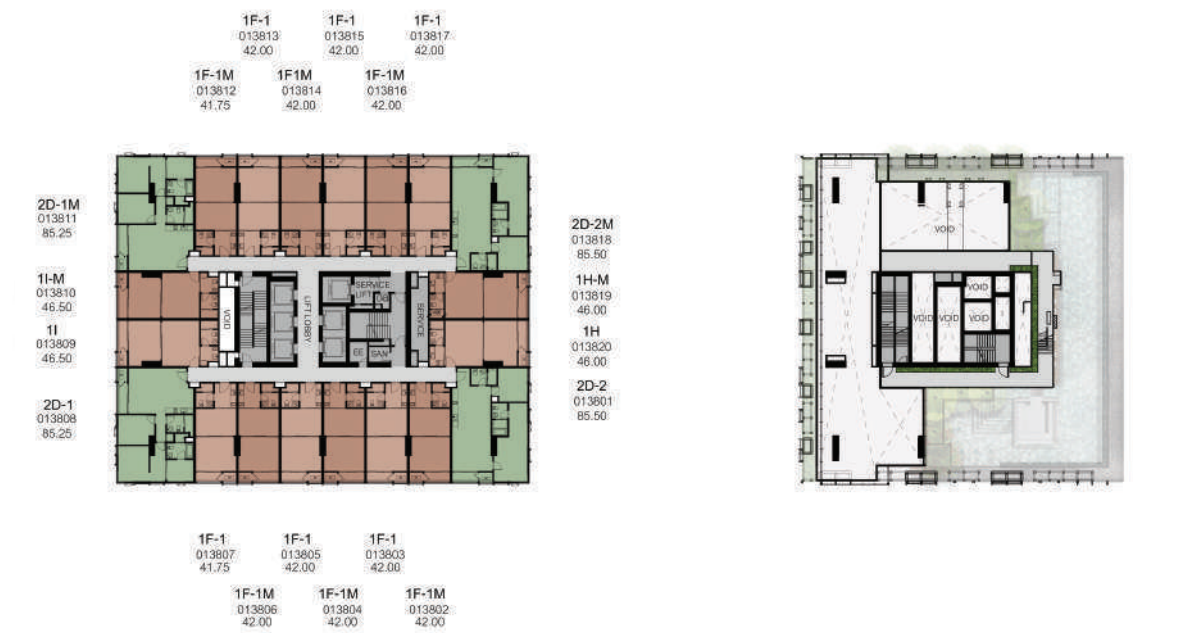 1F-1
013813
42.00
1F-1
013815
42.00
1F-1
013817
42.00
1F-1M
013812
41.75
1F1M
013814
42.00
1F-1M
013816
42.00
2D-1M
013811
85.25
1I-M
013810
46.50
1I
013809
46.50
2D-1
013808
85.25
VOID
LIFT LOBBY
SERVICE
LIFT
SERVICE
EE
SAN
2D-2M
013818
85.50
1H-M
013819
46.00
1H
013820
46.00
2D-2
013801
85.50
VOID
VOID
VOID
VOID
VOID
1F-1
013807
41.75
1F-1
013805
42.00
1F-1
013803
42.00
1F-1M
013806
42.00
1F-1M
013804
42.00
1F-1M
013802
42.00